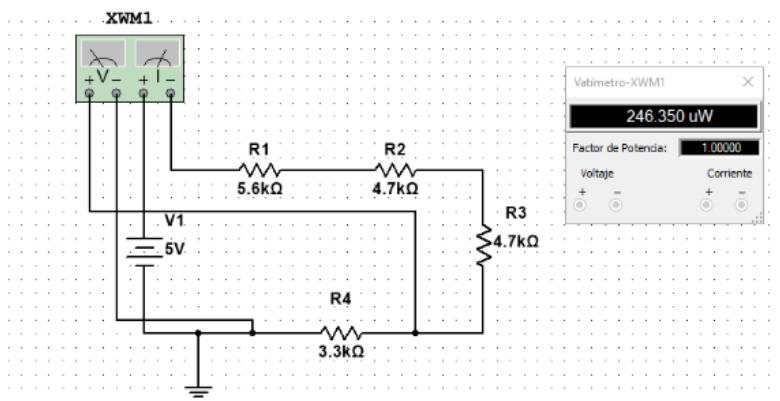 XWM1
+ V - + I -
R1
5.6kΩ
R2
4.7kΩ
R3
4.7kΩ
V1
5V
R4
3.3kΩ
Vatímetro-XWM1
246.350 uW
Factor de Potencia: 1.00000
Voltaje Corriente
+ - + -